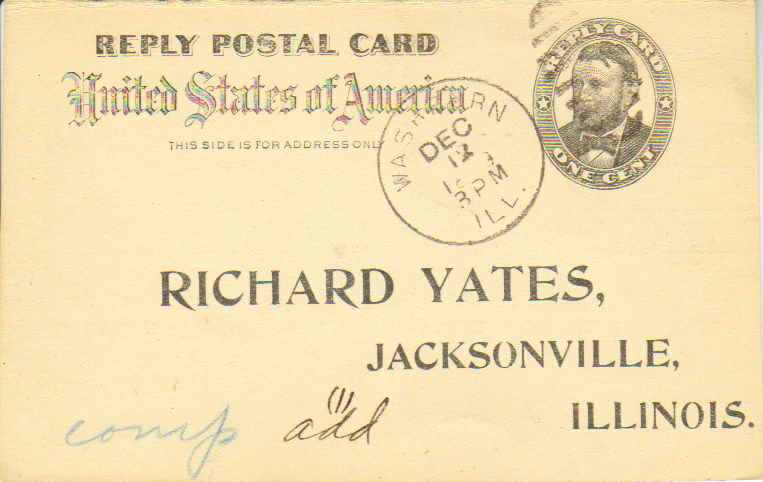 REPLY POSTAL CARD
United States of America
THIS SIDE IS FOR ADDRESS ONLY
REPLY CARD
ONE CENT
DEC
3 PM
ILL.
RICHARD YATES,
JACKSONVILLE,
ILLINOIS.
comp add